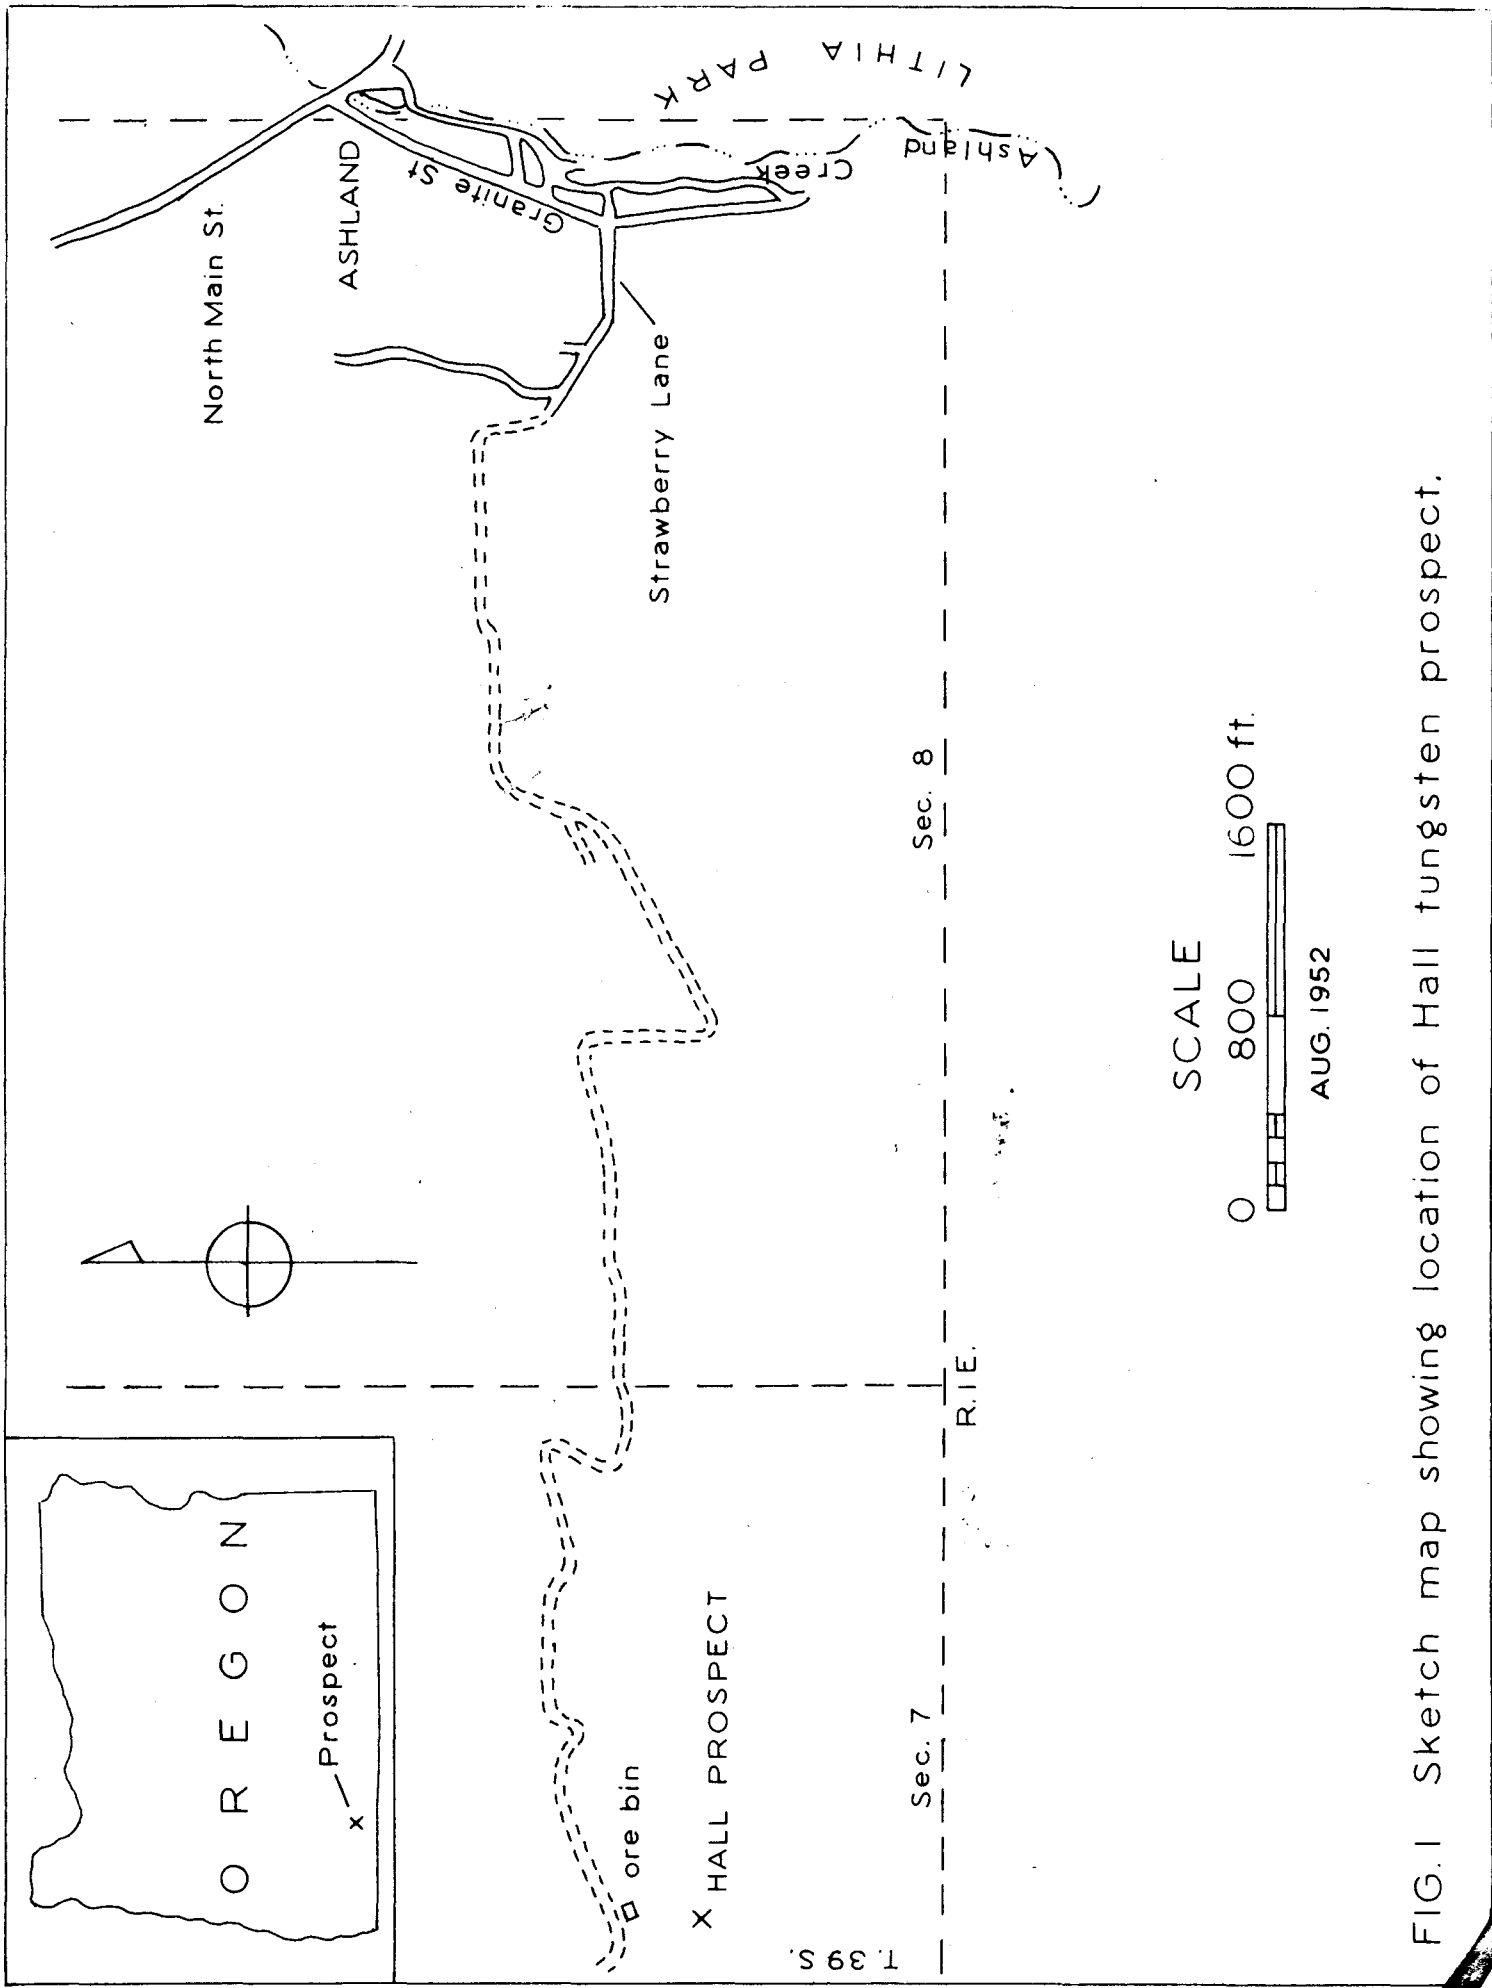 OREGON
Prospect
x
North Main St.
ASHLAND
Granite St
LITHIA PARK
Creek
Ashland
Strawberry Lane
ore bin
X HALL PROSPECT
T. 39 S.
Sec. 7
Sec. 8
R.1E.
SCALE
0 800 1600 ft.
AUG. 1952
FIG. 1 Sketch map showing location of Hall tungsten prospect.